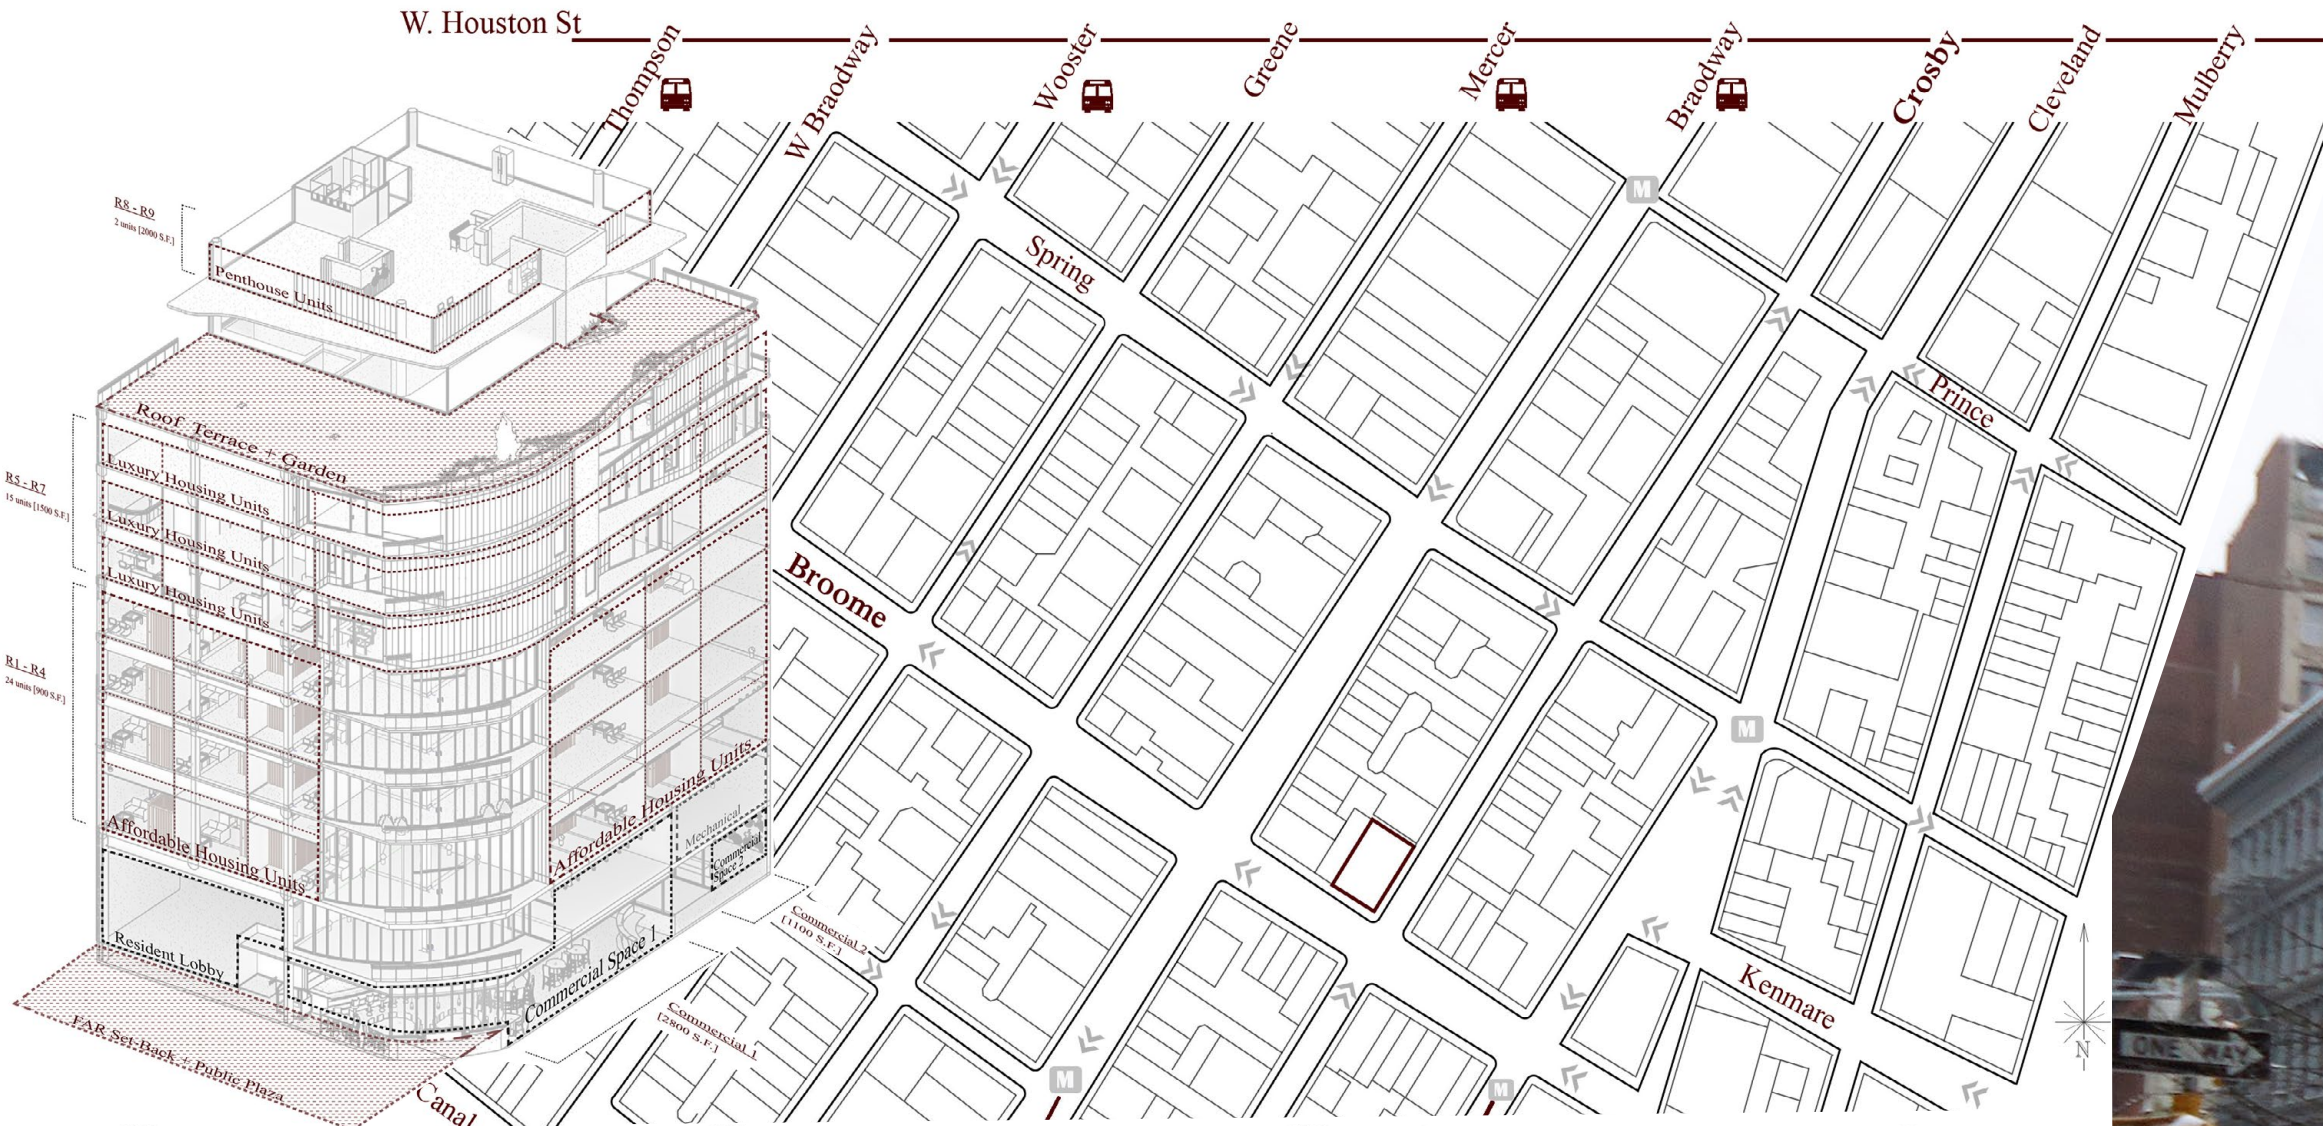 W. Houston St
Thompson
W Braodway
Wooster
Greene
Mercer
Braodway
Crosby
Cleveland
Mulberry
M
Spring
Prince
Broome
M
Kenmare
M
M
Canal
N
R8 - R9
2 units [2000 S.F.]
Penthouse Units
Roof Terrace + Garden
R5 - R7
15 units [1500 S.F.]
Luxury Housing Units
Luxury Housing Units
Luxury Housing Units
R1 - R4
24 units [900 S.F.]
Affordable Housing Units
Affordable Housing Units
Mechanical
Commercial
Space 2
Resident Lobby
Commercial Space 1
Commercial 2
[1100 S.F.]
Commercial 1
[2800 S.F.]
FAR Set-Back + Public Plaza
ONE WAY